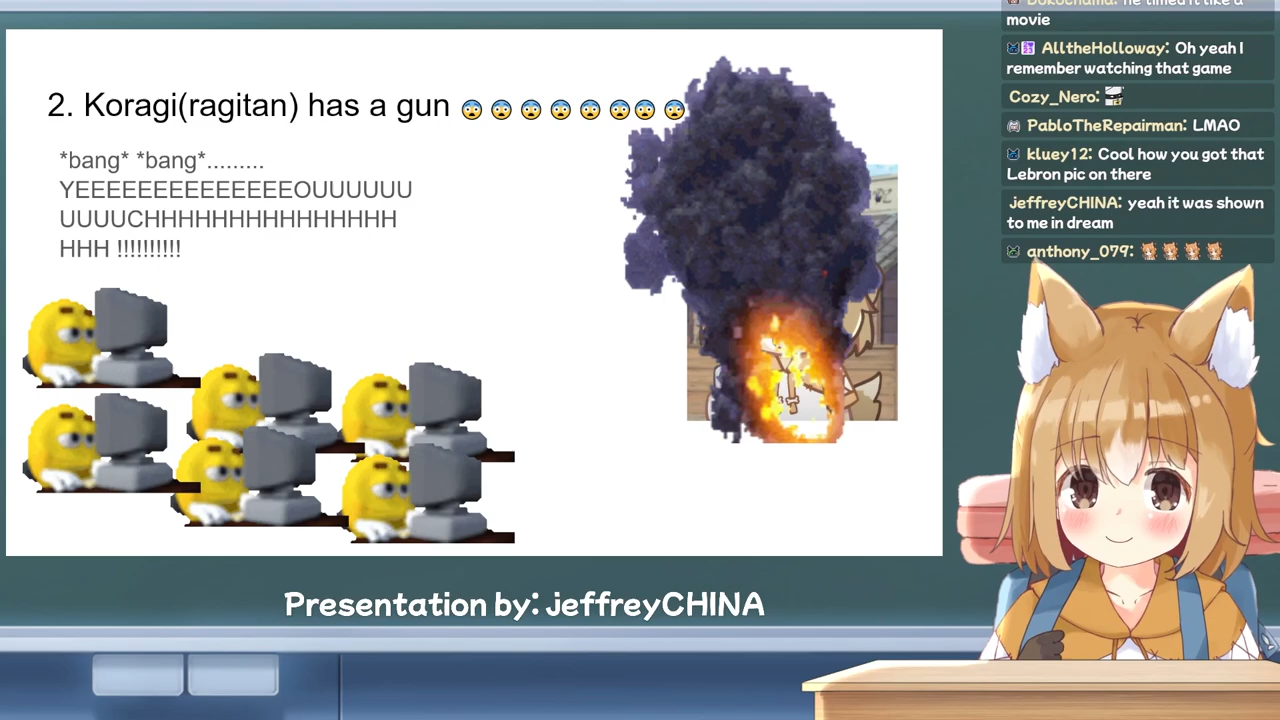 2. Koragi(ragitan) has a gun 😨 😨 😨 😨 😨 😨 😨 😨
*bang* *bang*.........
YEEEEEEEEEEEEEEOUUUUUU
UUUUCHHHHHHHHHHHHHHH
HHH !!!!!!!!!!
Presentation by: jeffreyCHINA
movie
AlltheHolloway: Oh yeah I
remember watching that game
Cozy_Nero:
PabloTheRepairman: LMAO
kluey12: Cool how you got that
Lebron pic on there
JeffreyCHINA: yeah it was shown
to me in dream
anthony_079: